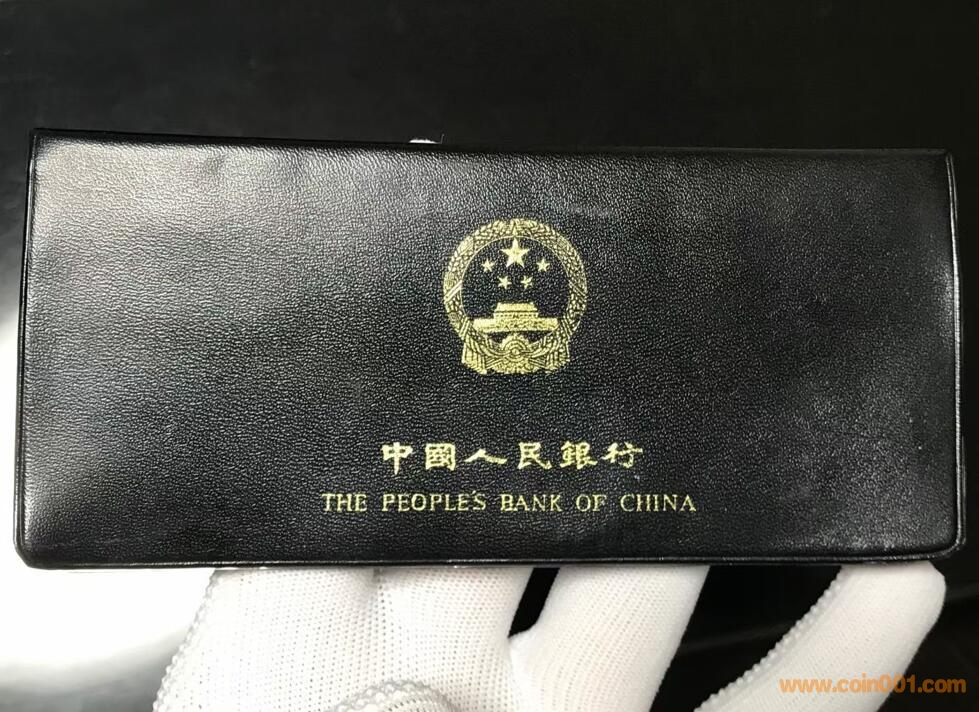 中國人民銀行
THE PEOPLE'S BANK OF CHINA
www.coin001.com